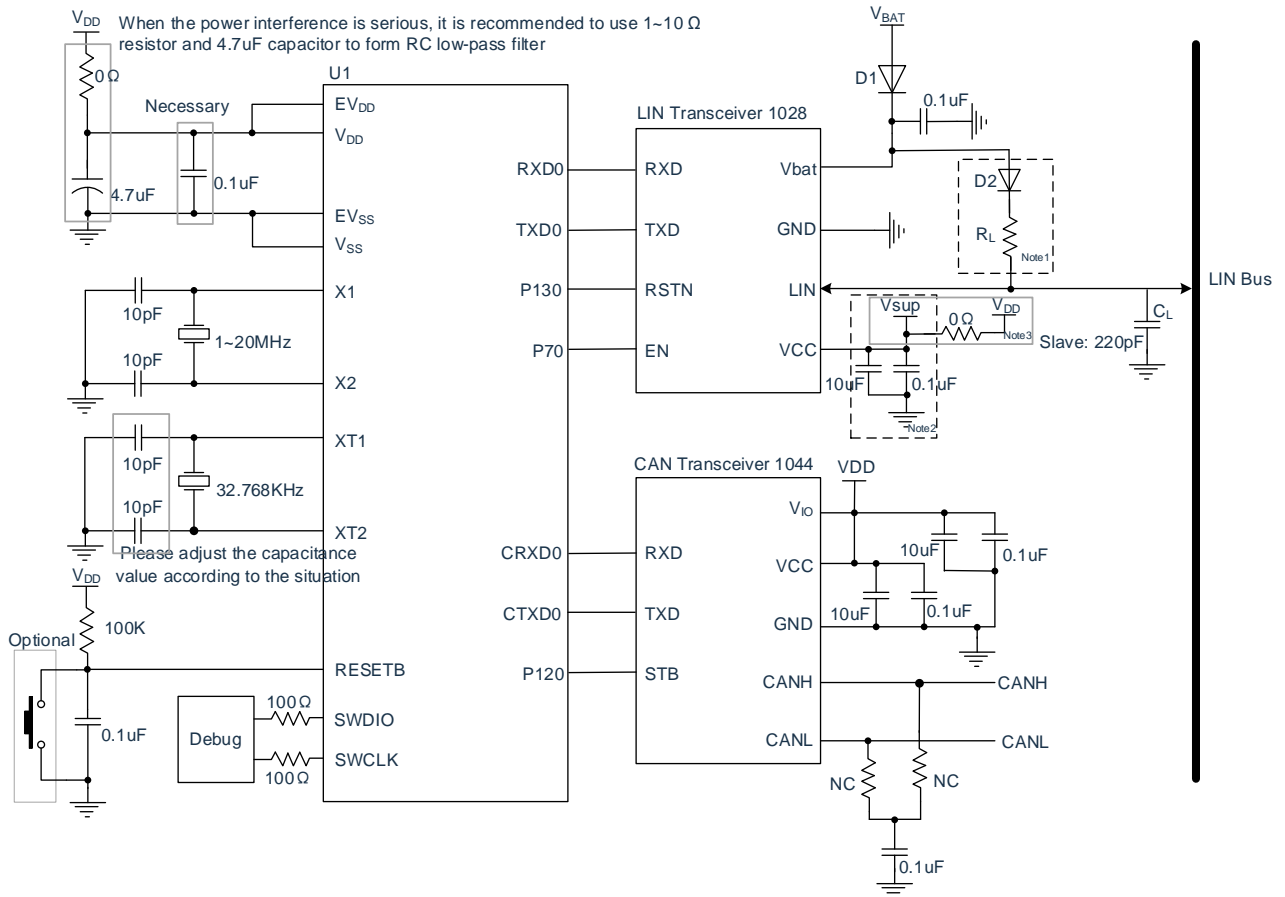 VDD
When the power interference is serious, it is recommended to use 1~10 Ω
resistor and 4.7uF capacitor to form RC low-pass filter
0Ω
Necessary
0.1uF
4.7uF
U1
EVDD
VDD
EVSS
VSS
X1
X2
XT1
XT2
RESETB
SWDIO
SWCLK
RXD0
TXD0
P130
P70
CRXD0
CTXD0
P120
10pF
10pF
1~20MHz
10pF
10pF
32.768KHz
Please adjust the capacitance
value according to the situation
VDD
100K
Optional
0.1uF
Debug
100Ω
100Ω
LIN Transceiver 1028
RXD
TXD
RSTN
EN
Vbat
GND
LIN
VCC
VBAT
D1
0.1uF
D2
RL
Note1
LIN Bus
Vsup
0Ω
VDD
Note3
10uF
0.1uF
Note2
CL
Slave: 220pF
CAN Transceiver 1044
RXD
TXD
STB
VIO
VCC
GND
CANH
CANL
VDD
10uF
0.1uF
10uF
0.1uF
CANH
CANL
NC
NC
0.1uF